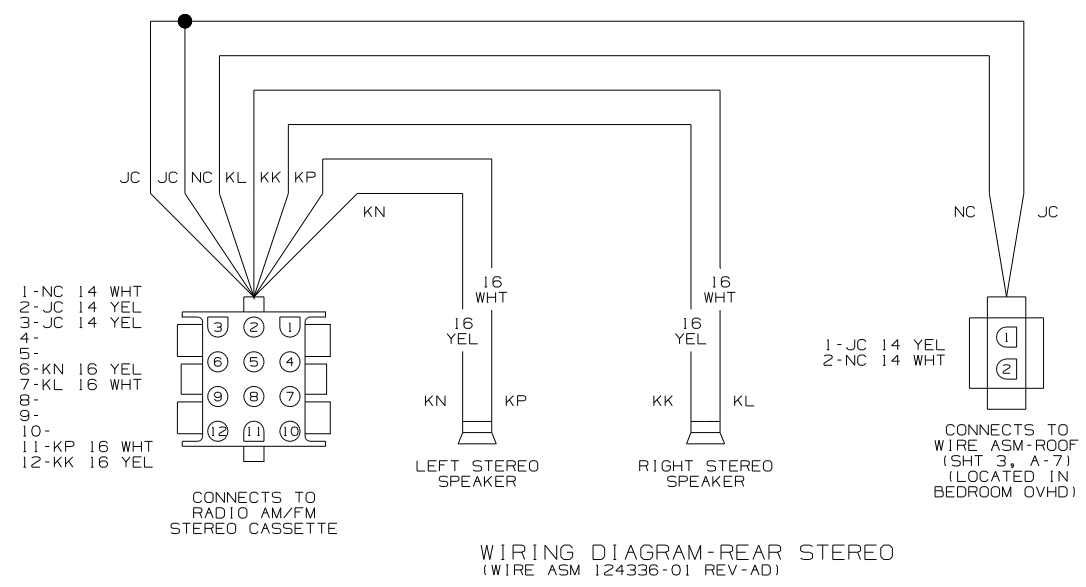 JC JC NC KL KK KP
KN
NC JC
16
WHT
16
WHT
16
YEL
16
YEL
1-NC 14 WHT
2-JC 14 YEL
3-JC 14 YEL
4-
5-
6-KN 16 YEL
7-KL 16 WHT
8-
9-
10-
11-KP 16 WHT
12-KK 16 YEL
3 2 1
6 5 4
9 8 7
12 11 10
1-JC 14 YEL
2-NC 14 WHT
1
2
KN KP
KK KL
LEFT STEREO
SPEAKER
RIGHT STEREO
SPEAKER
CONNECTS TO
WIRE ASM-ROOF
(SHT 3, A-7)
(LOCATED IN
BEDROOM OVHD)
CONNECTS TO
RADIO AM/FM
STEREO CASSETTE
WIRING DIAGRAM-REAR STEREO
(WIRE ASM 124336-01 REV-AD)